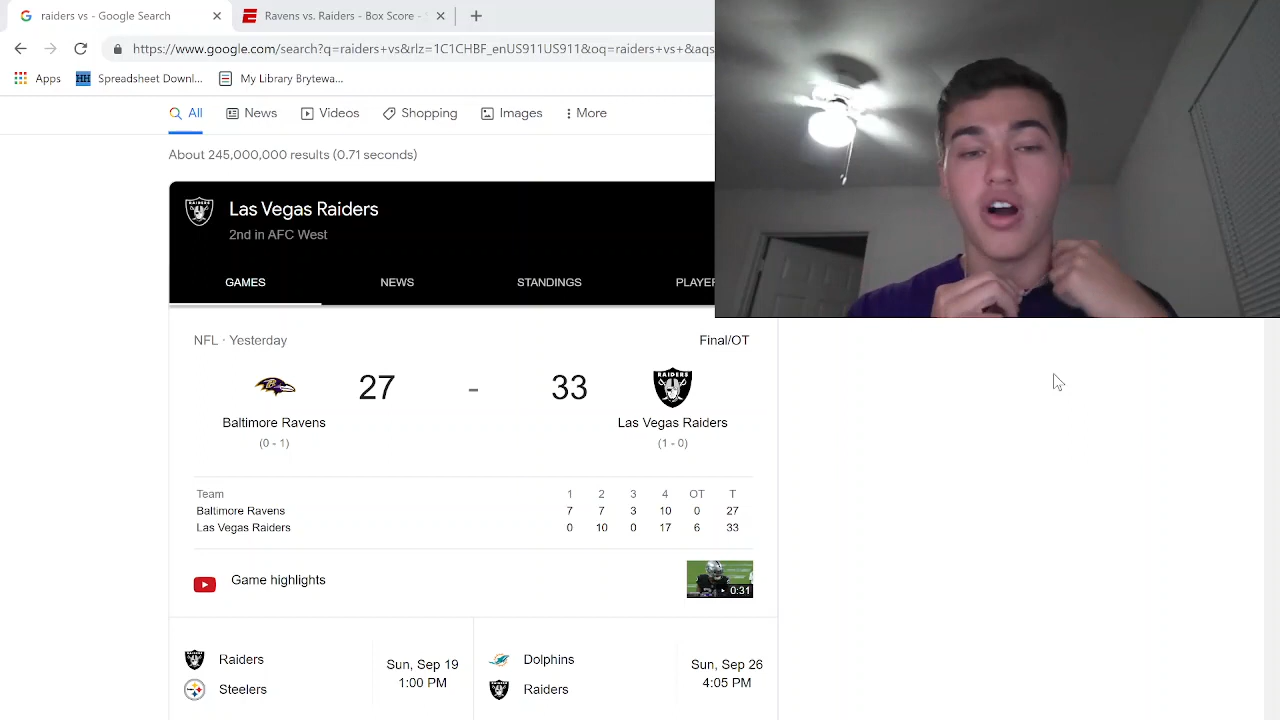 raiders vs - Google Search
Ravens vs. Raiders - Box Score -
https://www.google.com/search?q=raiders+vs&rlz=1C1CHBF_enUS911US911&oq=raiders+vs+&aqs
Apps Spreadsheet Downl... My Library Brytewa...
All News Videos Shopping Images More
About 245,000,000 results (0.71 seconds)
RAIDERS
Las Vegas Raiders
2nd in AFC West
GAMES NEWS STANDINGS PLAYER
NFL · Yesterday Final/OT
27 - 33
RAIDERS
Baltimore Ravens Las Vegas Raiders
(0 - 1) (1 - 0)
Team 1 2 3 4 OT T
Baltimore Ravens 7 7 3 10 0 27
Las Vegas Raiders 0 10 0 17 6 33
Game highlights 0:31
Raiders
Steelers
Sun, Sep 19
1:00 PM
Dolphins
Raiders
Sun, Sep 26
4:05 PM